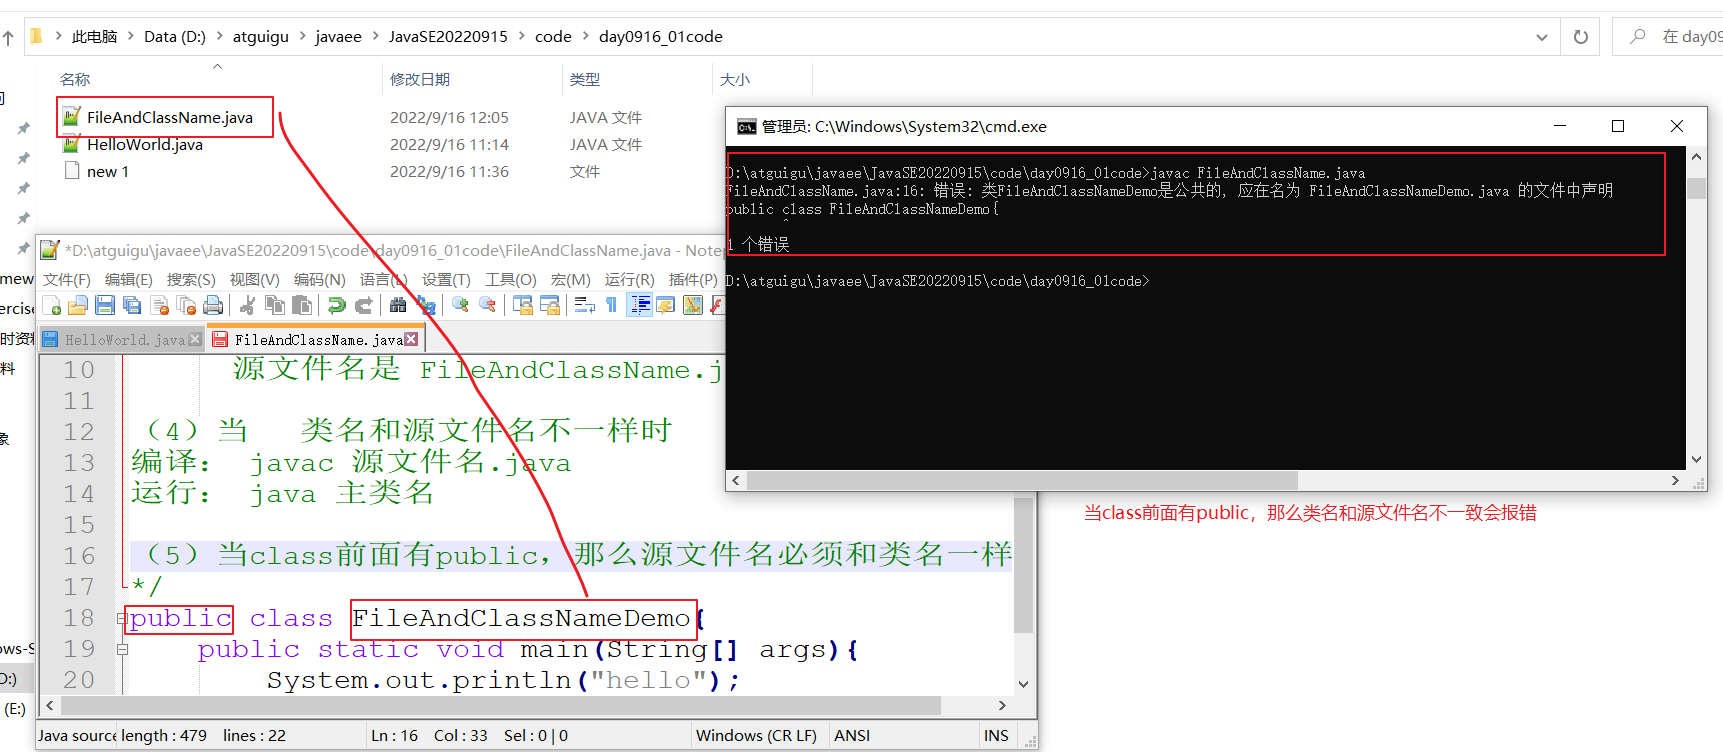 此电脑 > Data (D:) > atguigu > javaee > JavaSE20220915 > code > day0916_01code
在 day09
名称 修改日期 类型 大小
FileAndClassName.java 2022/9/16 12:05 JAVA 文件
HelloWorld.java 2022/9/16 11:14 JAVA 文件
new 1 2022/9/16 11:36 文件
管理员: C:\Windows\System32\cmd.exe
D:\atguigu\javaee\JavaSE20220915\code\day0916_01code>javac FileAndClassName.java
FileAndClassName.java:16: 错误: 类FileAndClassNameDemo是公共的, 应在名为 FileAndClassNameDemo.java 的文件中声明
public class FileAndClassNameDemo{
^
1 个错误
D:\atguigu\javaee\JavaSE20220915\code\day0916_01code>
*D:\atguigu\javaee\JavaSE20220915\code\day0916_01code\FileAndClassName.java - Notep
文件(F) 编辑(E) 搜索(S) 视图(V) 编码(N) 语言(L) 设置(T) 工具(O) 宏(M) 运行(R) 插件(P)
HelloWorld.java FileAndClassName.java
10 源文件名是 FileAndClassName.j
11
12 （4）当 类名和源文件名不一样时
13 编译： javac 源文件名.java
14 运行： java 主类名
15
16 （5）当class前面有public，那么源文件名必须和类名一样
17 */
18 public class FileAndClassNameDemo{
19 public static void main(String[] args){
20 System.out.println("hello");
当class前面有public，那么类名和源文件名不一致会报错
Java source length : 479 lines : 22 Ln : 16 Col : 33 Sel : 0 | 0 Windows (CR LF) ANSI INS
mew
ercise
时资料
料
象
ows-S
D:)
(E:)